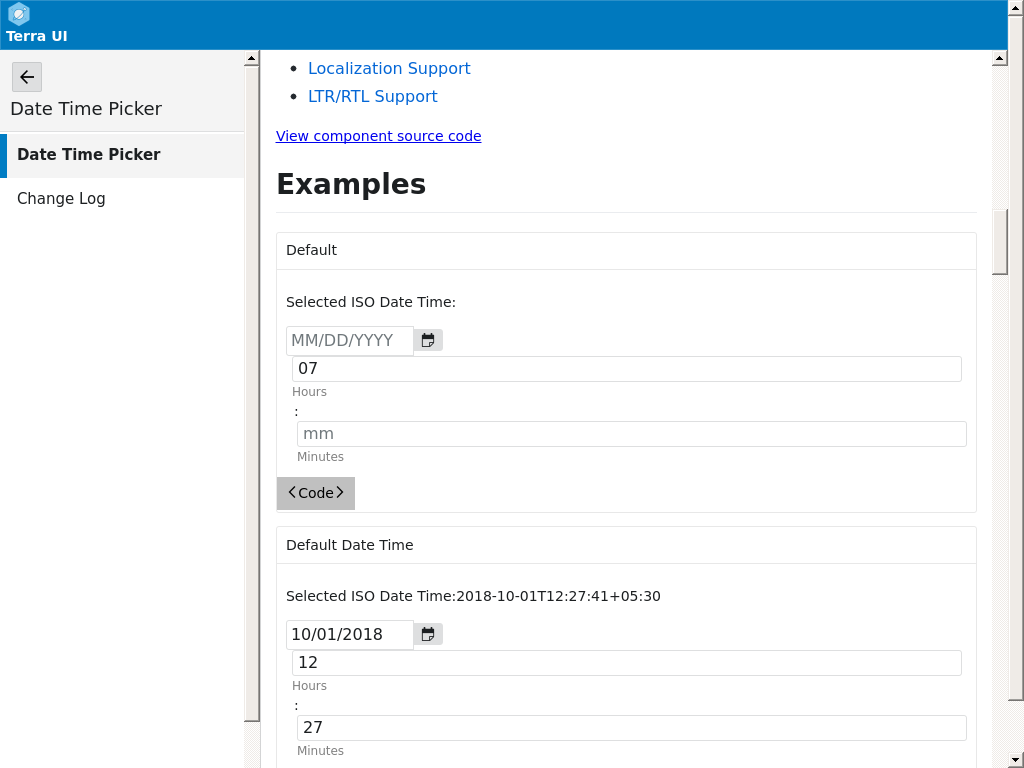 Terra UI
Date Time Picker
Date Time Picker
Change Log
Localization Support
LTR/RTL Support
View component source code
Examples
Default
Selected ISO Date Time:
MM/DD/YYYY
07
Hours
:
mm
Minutes
Code
Default Date Time
Selected ISO Date Time:2018-10-01T12:27:41+05:30
10/01/2018
12
Hours
:
27
Minutes